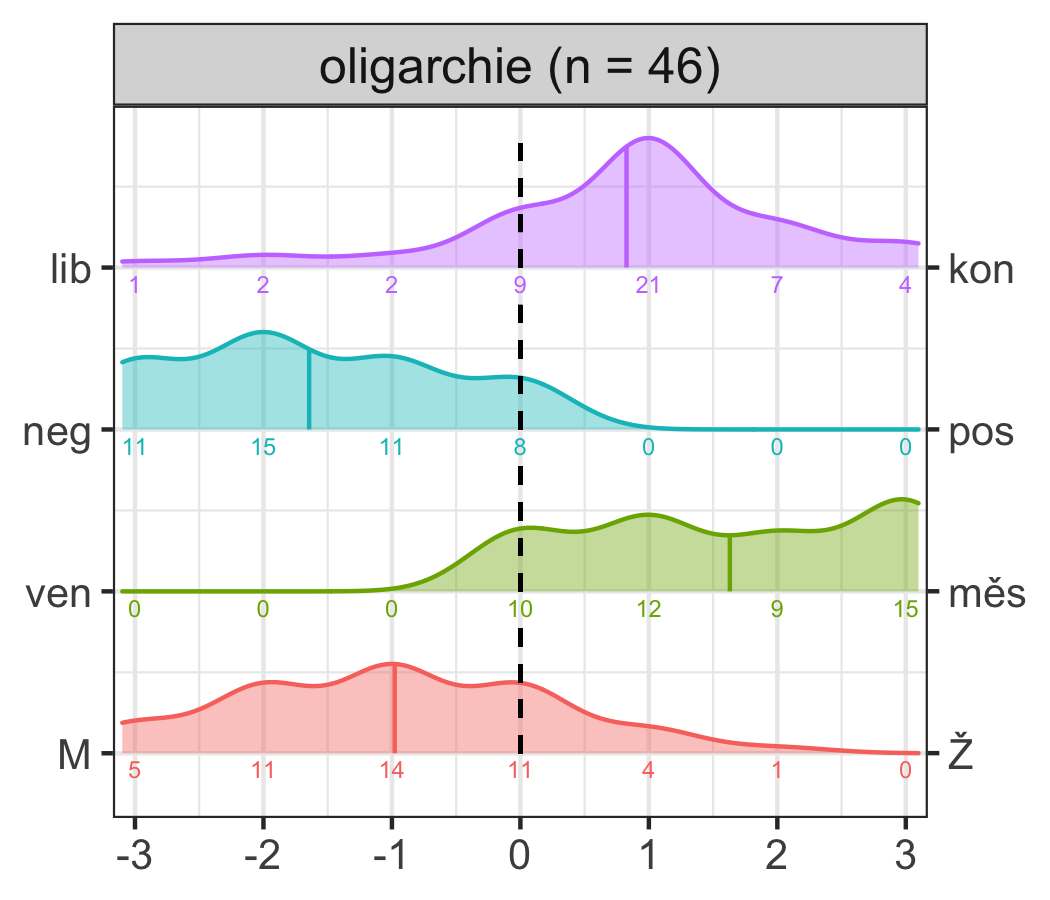 oligarchie (n = 46)
lib kon
1 2 2 9 21 7 4
neg pos
11 15 11 8 0 0 0
ven měs
0 0 0 10 12 9 15
M Ž
5 11 14 11 4 1 0
-3 -2 -1 0 1 2 3